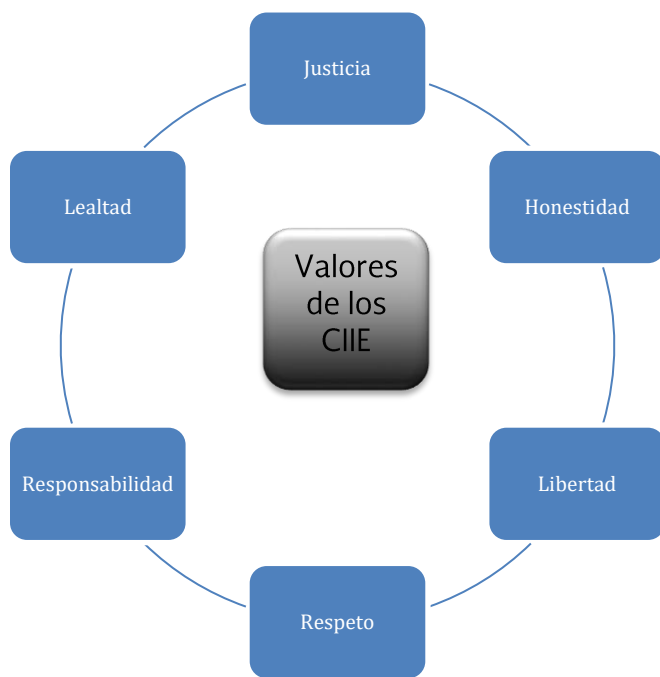 Justicia
Lealtad
Honestidad
Valores
de los
CIIE
Responsabilidad
Libertad
Respeto